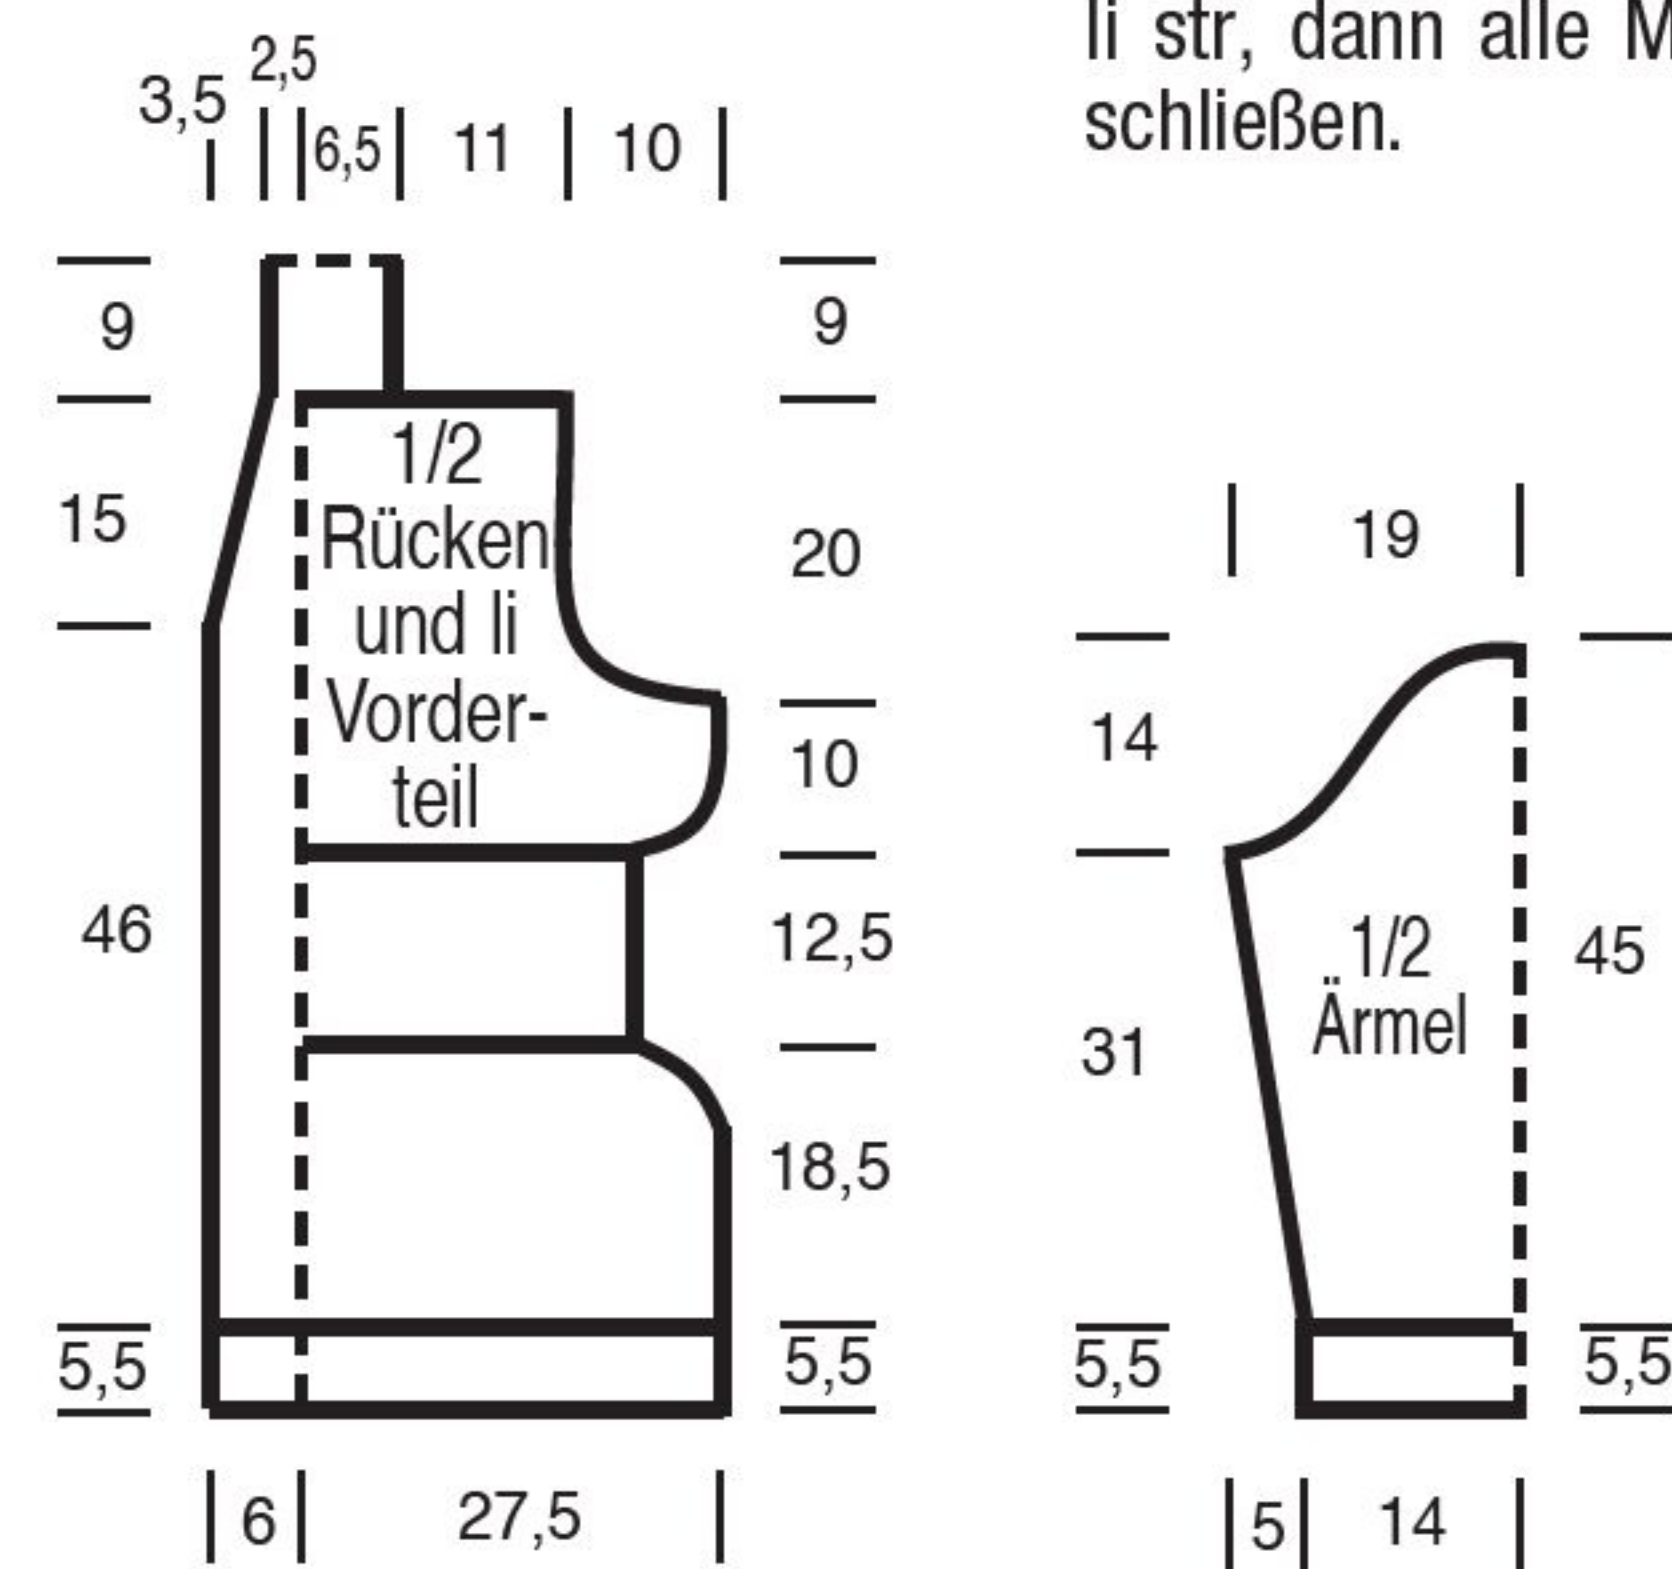 li str, dann alle M
schließen.
2,5
3,5
6,5 11 10
9 9
15
20
10
46
12,5
18,5
5,5 5,5
6 27,5
1/2
Rücken
und li
Vorder-
teil
19
14
31
45
5,5 5,5
5 14
1/2
Ärmel